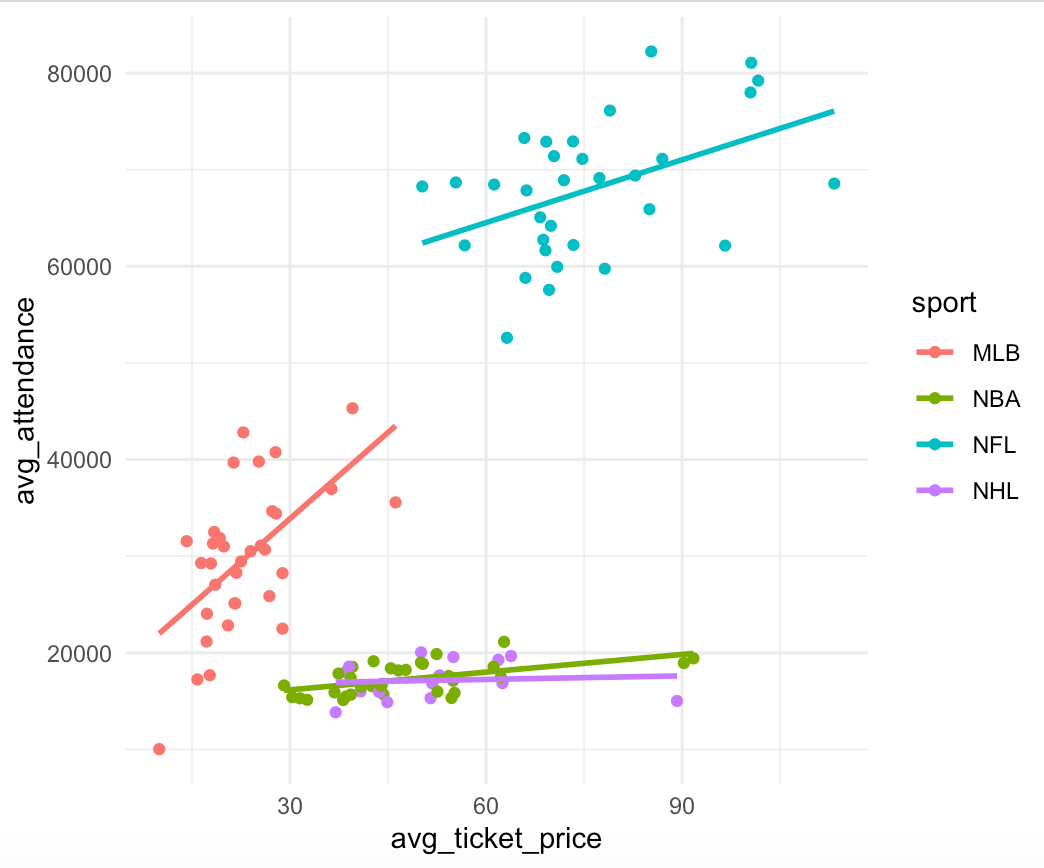 80000
60000
40000
20000
avg_attendance
30 60 90
avg_ticket_price
sport
MLB
NBA
NFL
NHL